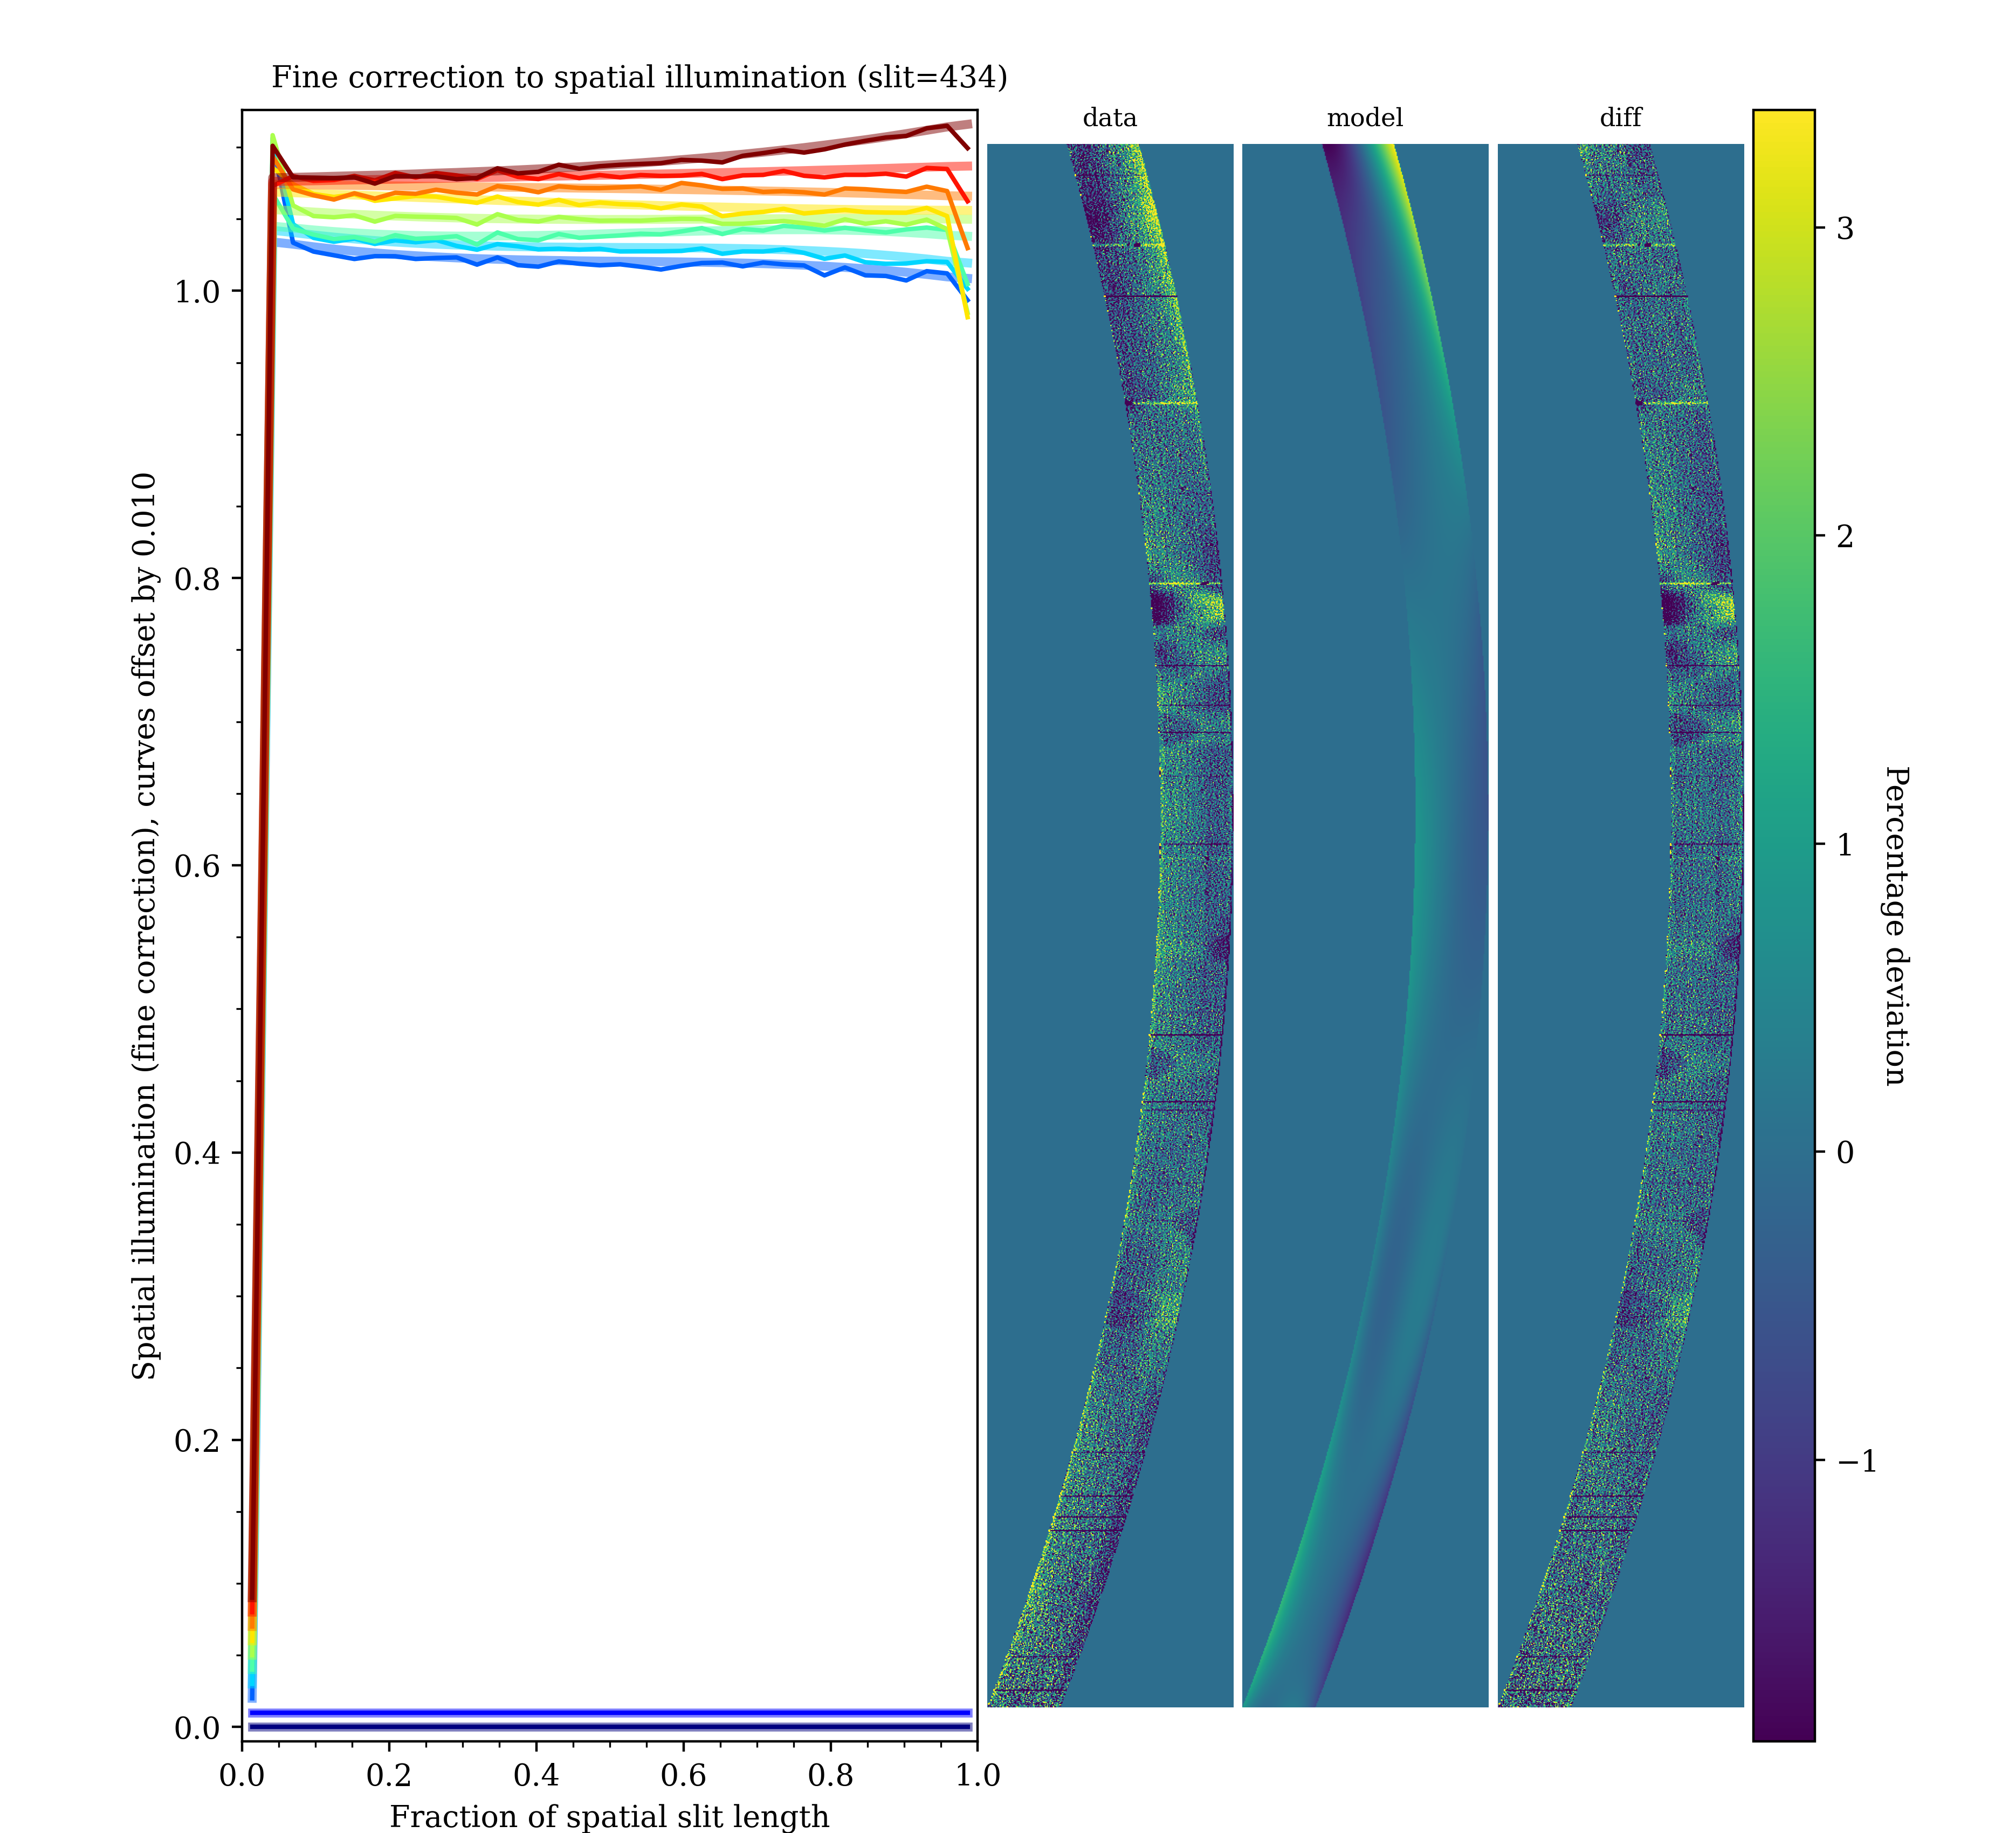 Fine correction to spatial illumination (slit=434)
data
model
diff
Spatial illumination (fine correction), curves offset by 0.010
1.0
0.8
0.6
0.4
0.2
0.0
0.0 0.2 0.4 0.6 0.8 1.0
Fraction of spatial slit length
3
2
1
0
−1
Percentage deviation